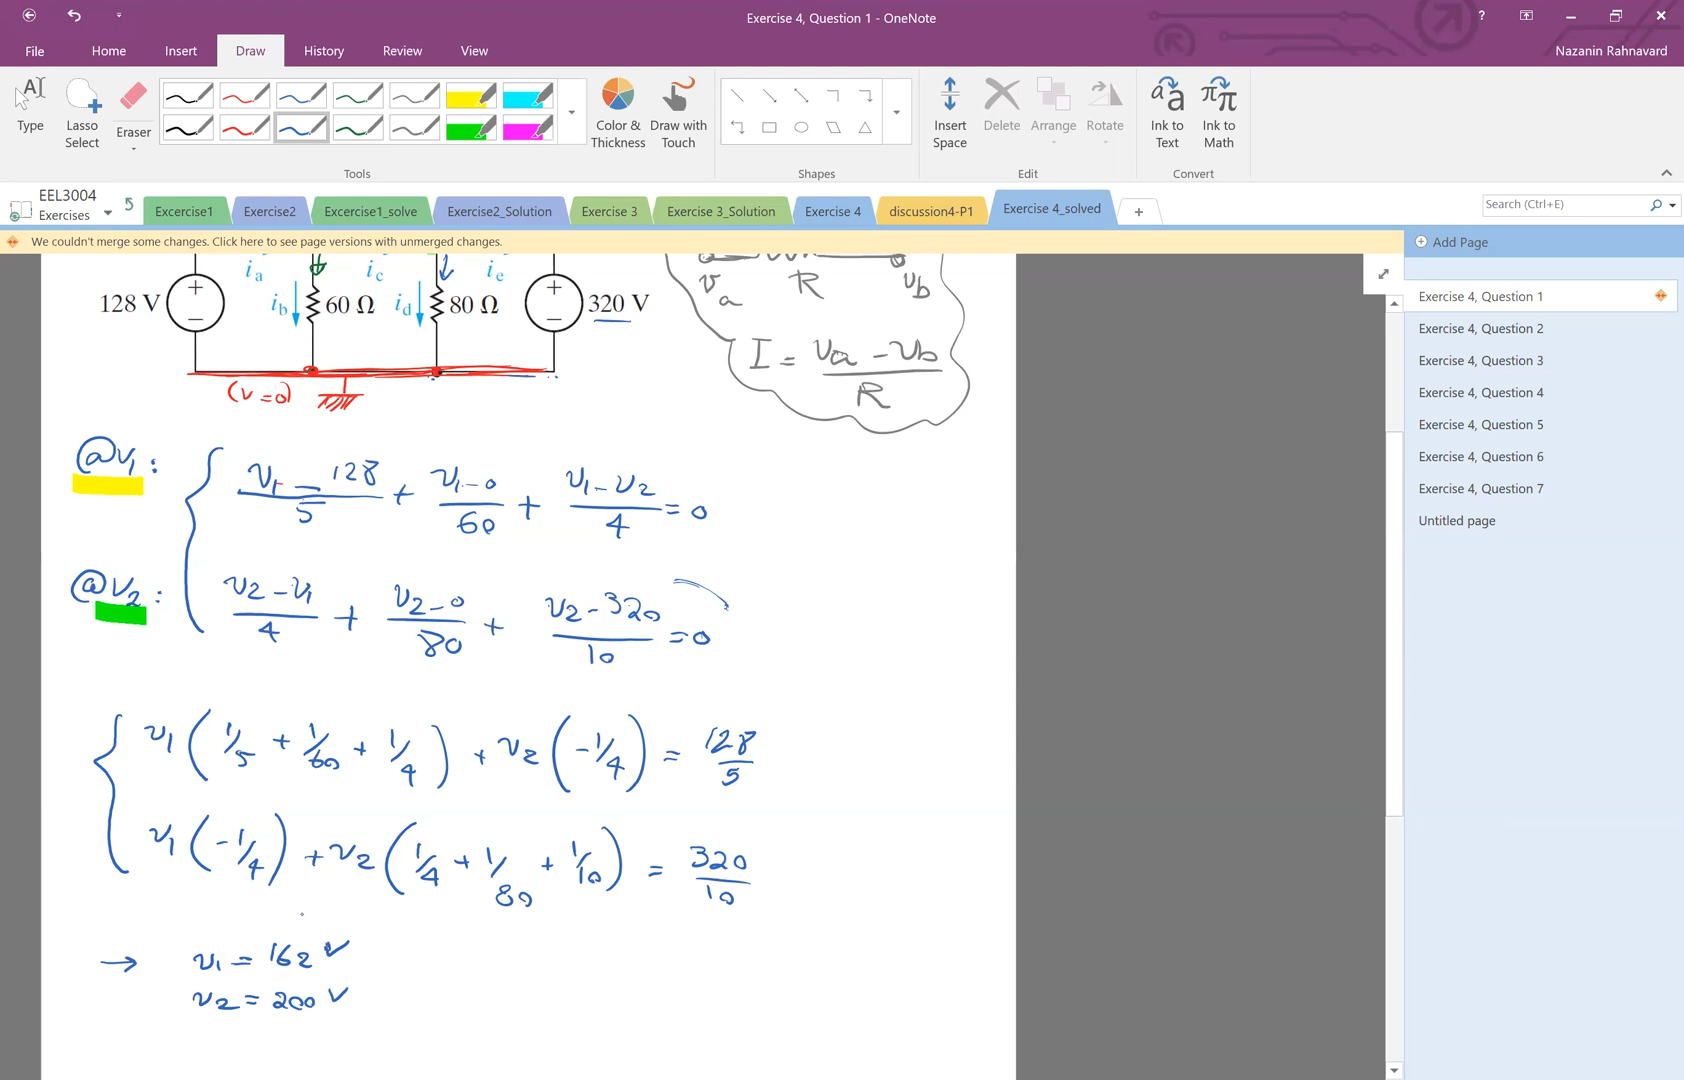 Exercise 4, Question 1 - OneNote
?
File Home Insert Draw History Review View
Nazanin Rahnavard
Type
Lasso Select
Eraser
Color & Thickness
Draw with Touch
Insert Space
Delete
Arrange
Rotate
Ink to Text
Ink to Math
Tools
Shapes
Edit
Convert
EEL3004
Exercises
Excercise1 Exercise2 Excercise1_solve Exercise2_Solution Exercise 3 Exercise 3_Solution Exercise 4 discussion4-P1 Exercise 4_solved +
Search (Ctrl+E)
We couldn't merge some changes. Click here to see page versions with unmerged changes.
Add Page
Exercise 4, Question 1
Exercise 4, Question 2
Exercise 4, Question 3
Exercise 4, Question 4
Exercise 4, Question 5
Exercise 4, Question 6
Exercise 4, Question 7
Untitled page
ia ic ie
128 V + − ib 60 Ω id 80 Ω + − 320 V
(v=0)
va R vb
I = (va - vb)/R
@v1: (v1 - 128)/5 + (v1 - 0)/60 + (v1 - v2)/4 = 0
@v2: (v2 - v1)/4 + (v2 - 0)/80 + (v2 - 320)/10 = 0
v1 (1/5 + 1/60 + 1/4) + v2 (-1/4) = 128/5
v1 (-1/4) + v2 (1/4 + 1/80 + 1/10) = 320/10
→ v1 = 162 V
v2 = 200 V